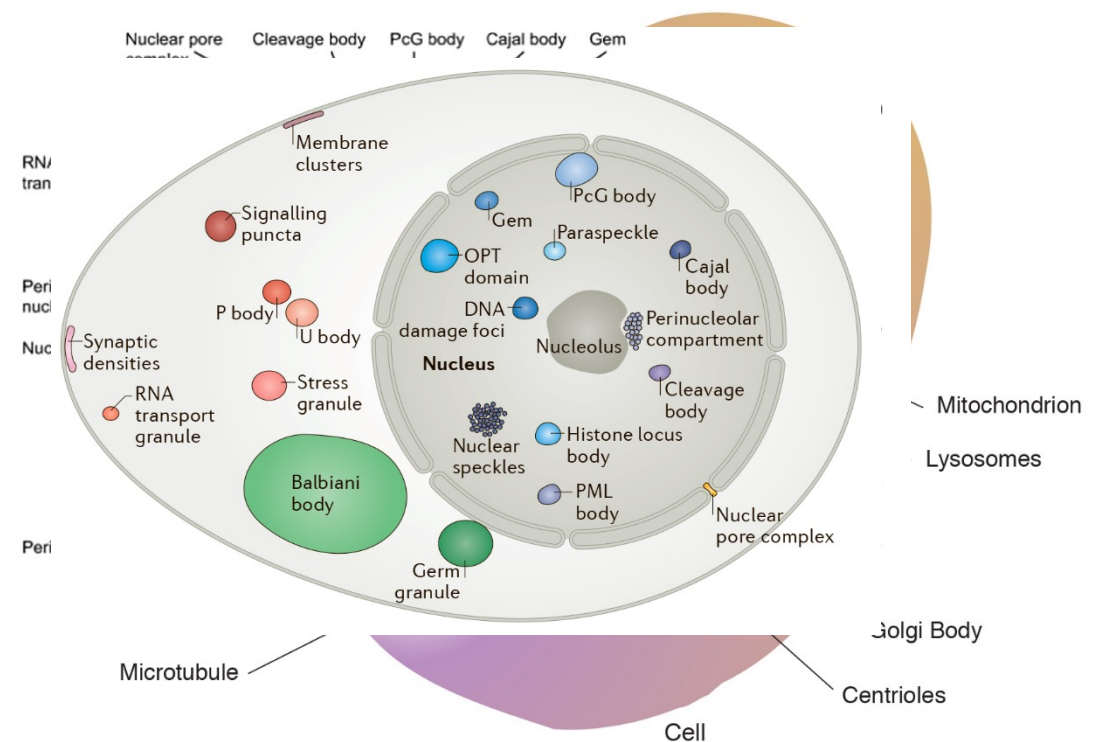 Nuclear pore Cleavage body PcG body Cajal body Gem
Membrane
clusters
PcG body
Signalling
puncta
Gem
Paraspeckle
OPT
domain
Cajal
body
P body
U body
DNA
damage foci
Perinucleolar
compartment
Nucleolus
Synaptic
densities
Nucleus
Stress
granule
Cleavage
body
RNA
transport
granule
Mitochondrion
Nuclear
speckles
Histone locus
body
Lysosomes
Balbiani
body
PML
body
Nuclear
pore complex
Germ
granule
Golgi Body
Microtubule
Centrioles
Cell